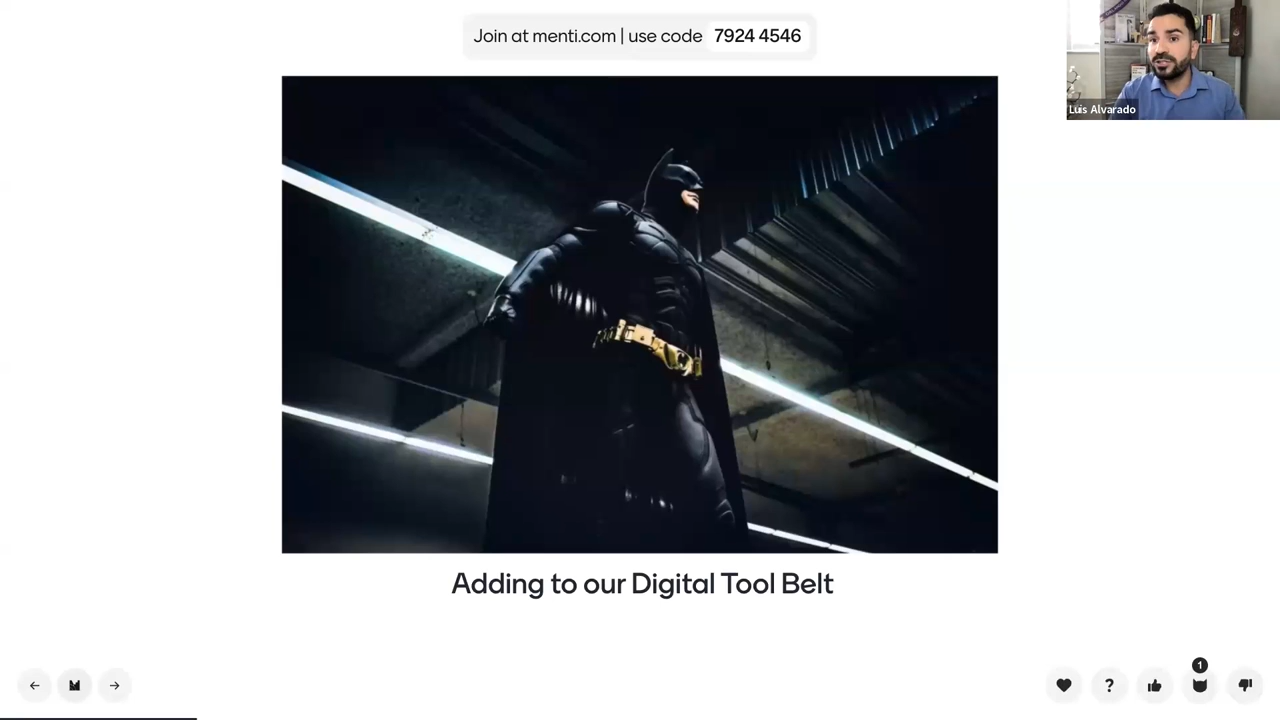 Join at menti.com | use code 7924 4546
Luis Alvarado
Adding to our Digital Tool Belt
?
1